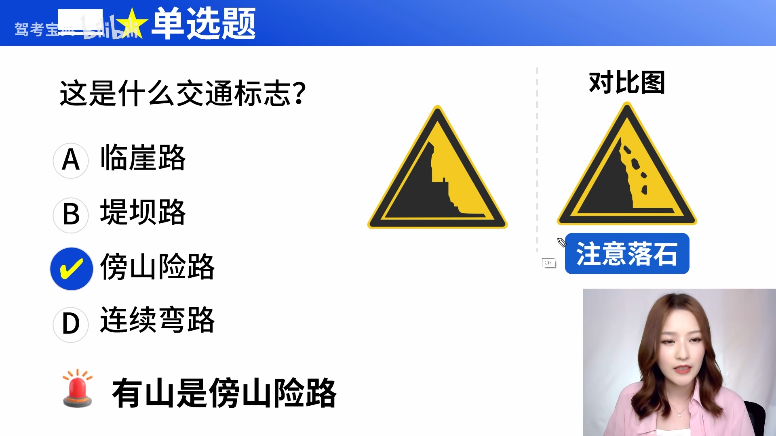 驾考宝典 bilibili
单选题
这是什么交通标志？
A 临崖路
B 堤坝路
傍山险路
D 连续弯路
有山是傍山险路
对比图
注意落石